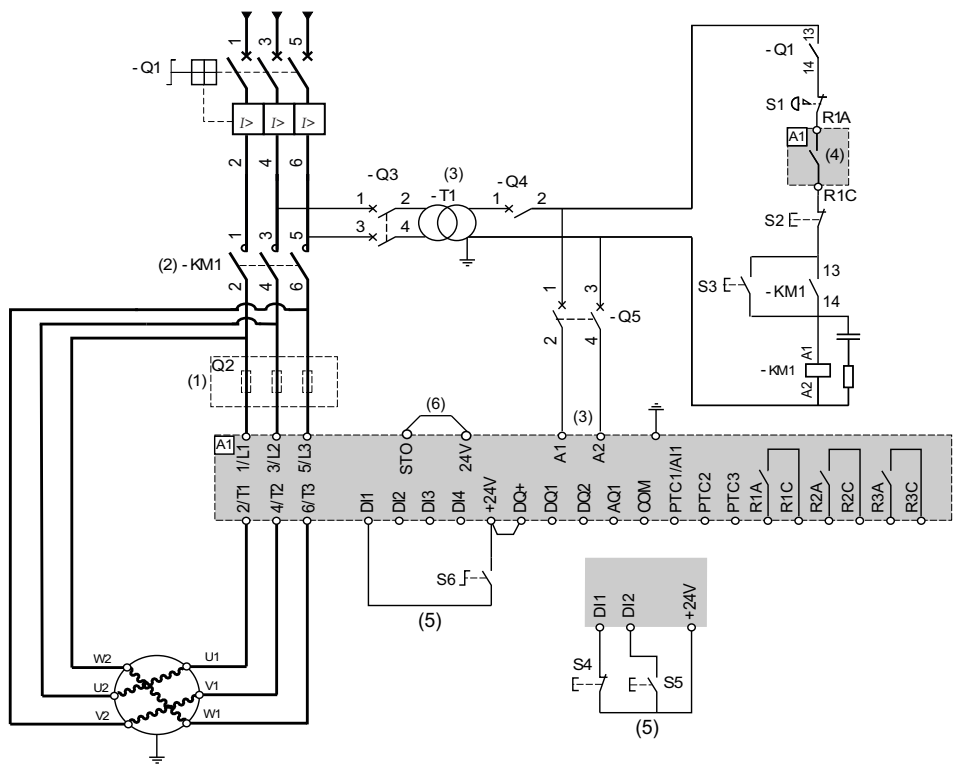 1 3 5
-Q1
I> I> I>
2 4 6
-Q3
1 2
3 4
(3)
-T1
-Q4
1 2
1 3 5
(2) -KM1
2 4 6
13
-Q1
14
S1
R1A
A1
(4)
R1C
S2
S3
13
-KM1
14
A1
-KM1
A2
1 3
-Q5
2 4
Q2
(1)
(6)
(3)
A1
1/L1 3/L2 5/L3
STO 24V A1 A2
2/T1 4/T2 6/T3
DI1 DI2 DI3 DI4 +24V DQ+ DQ1 DQ2 AQ1 COM PTC1/AI1 PTC2 PTC3 R1A R1C R2A R2C R3A R3C
S6
(5)
DI1 DI2 +24V
S4
S5
(5)
W2 U1
U2 V1
V2 W1